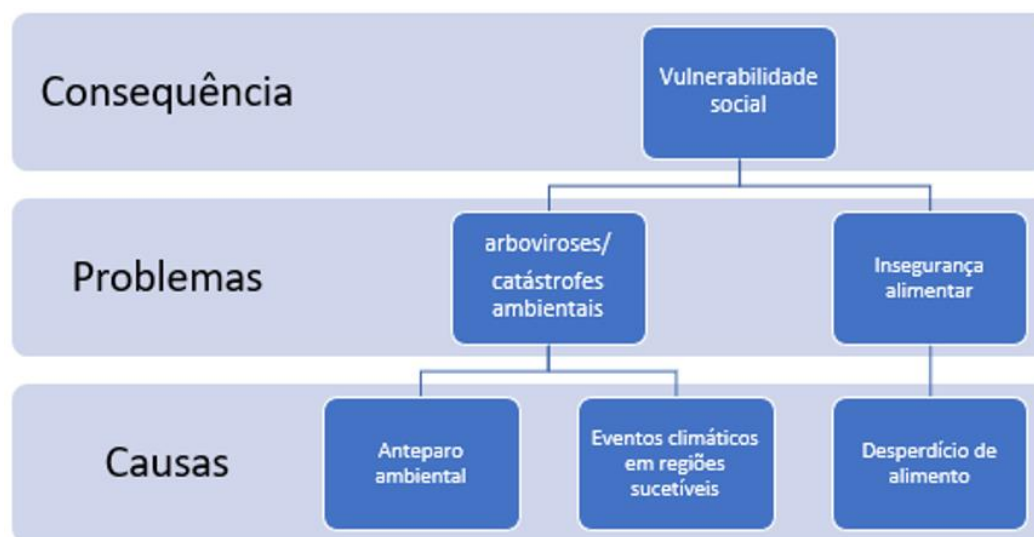 Consequência
Vulnerabilidade
social
Problemas
arboviroses/
catástrofes
ambientais
Insegurança
alimentar
Causas
Anteparo
ambiental
Eventos climáticos
em regiões
sucetíveis
Desperdício de
alimento